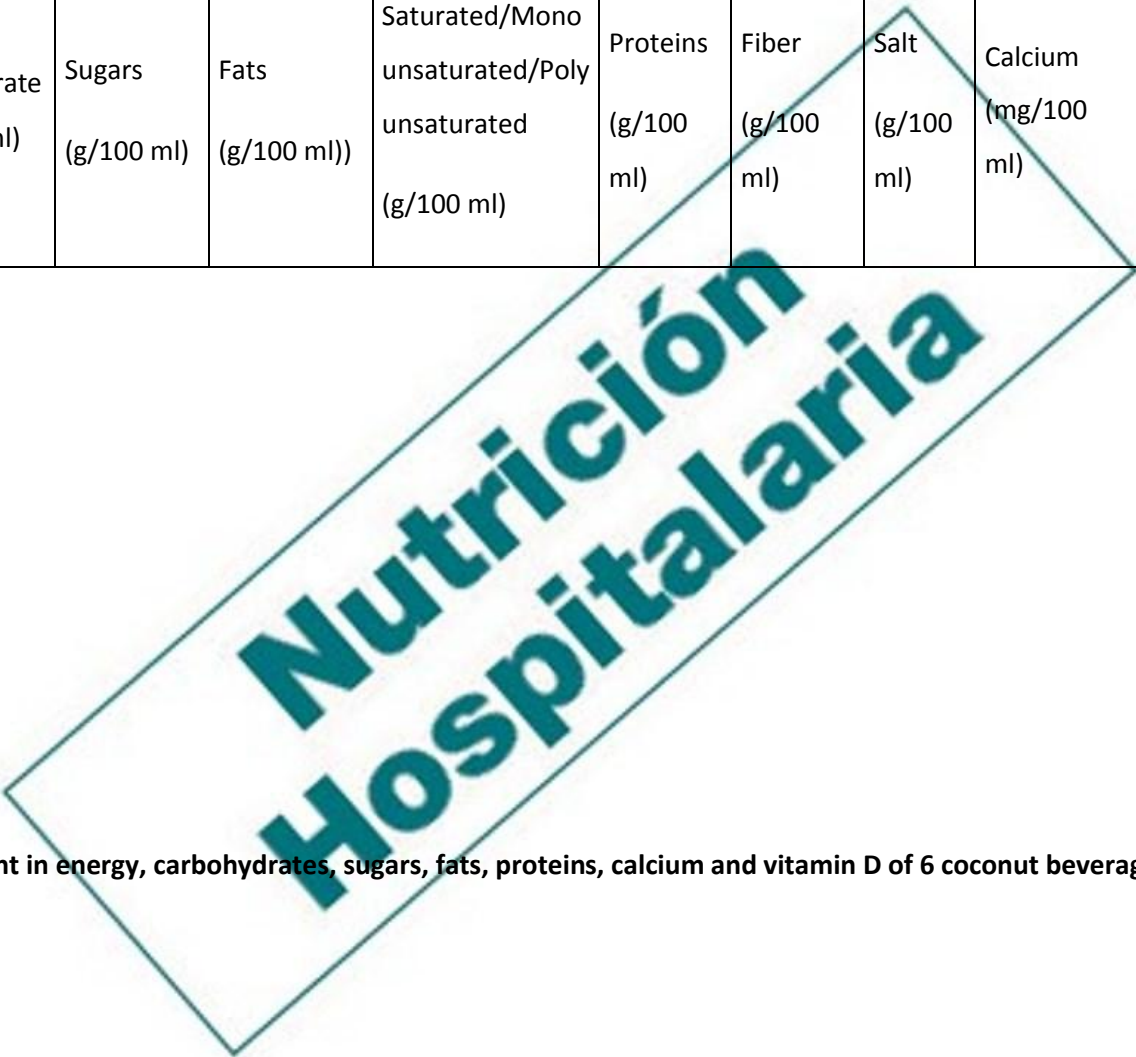 rate
ml)
Sugars
(g/100 ml)
Fats
(g/100 ml))
Saturated/Mono
unsaturated/Poly
unsaturated
(g/100 ml)
Proteins
(g/100
ml)
Fiber
(g/100
ml)
Salt
(g/100
ml)
Calcium
(mg/100
ml)
Nutrición
Hospitalaria
nt in energy, carbohydrates, sugars, fats, proteins, calcium and vitamin D of 6 coconut beverag